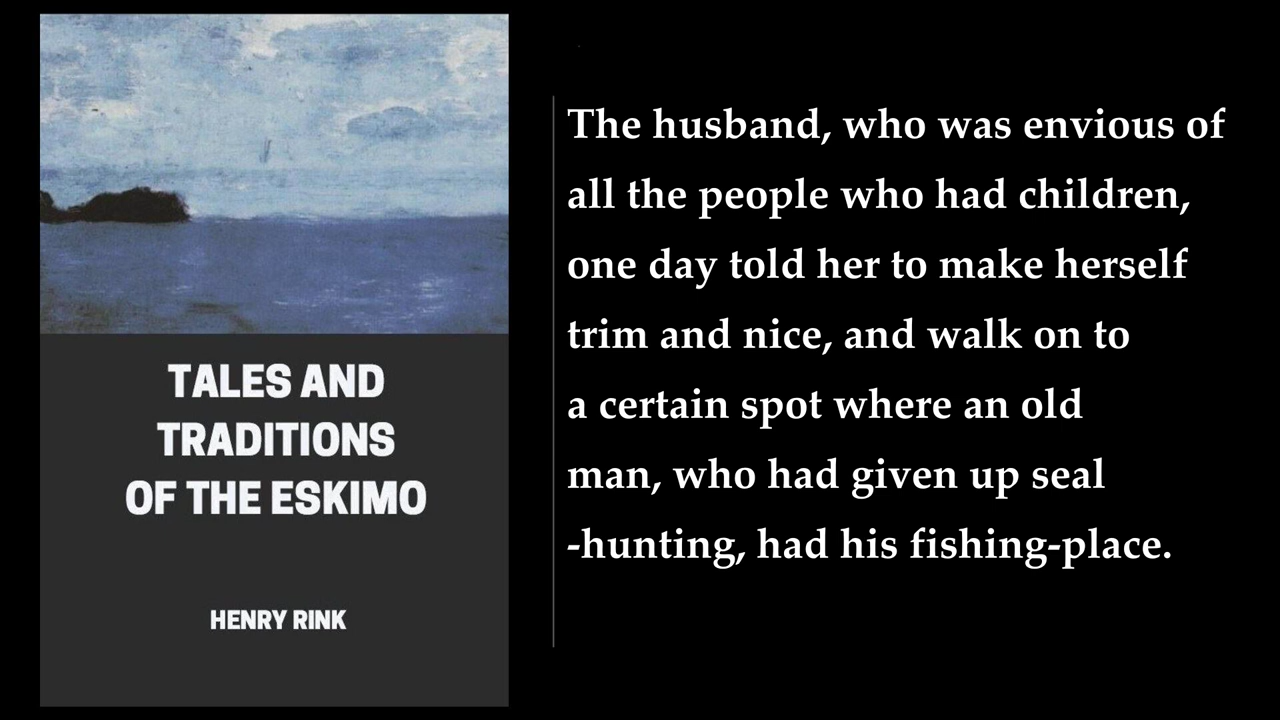 TALES AND
TRADITIONS
OF THE ESKIMO
HENRY RINK
The husband, who was envious of
all the people who had children,
one day told her to make herself
trim and nice, and walk on to
a certain spot where an old
man, who had given up seal
-hunting, had his fishing-place.